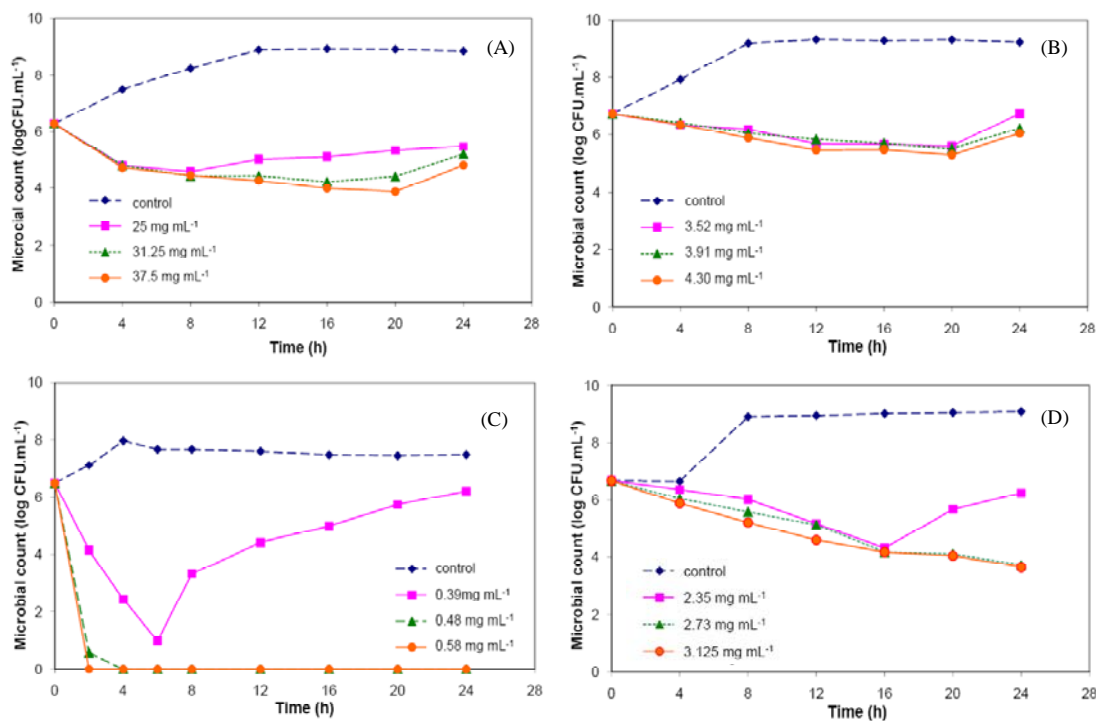 10
8
6
4
2
0
Microcial count (logCFU.mL-1)
(A)
control
25 mg mL-1
31.25 mg mL-1
37.5 mg mL-1
0 4 8 12 16 20 24 28
Time (h)
10
8
6
4
2
0
Microbial count (log CFU.mL-1)
(B)
control
3.52 mg mL-1
3.91 mg mL-1
4.30 mg mL-1
0 4 8 12 16 20 24 28
Time (h)
10
8
6
4
2
0
Microbial count (log CFU.mL-1)
(C)
control
0.39mg mL-1
0.48 mg mL-1
0.58 mg mL-1
0 4 8 12 16 20 24 28
Time (h)
10
8
6
4
2
0
Microbial count (log CFU.mL-1)
(D)
control
2.35 mg mL-1
2.73 mg mL-1
3.125 mg mL-1
0 4 8 12 16 20 24 28
Time (h)